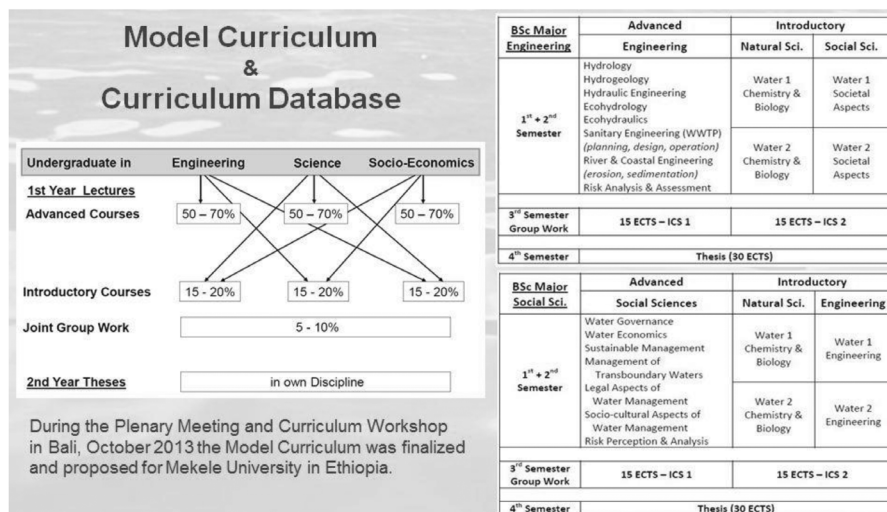 Model Curriculum
&
Curriculum Database
Undergraduate in Engineering Science Socio-Economics
1st Year Lectures
Advanced Courses 50 – 70% 50 – 70% 50 – 70%
Introductory Courses 15 - 20% 15 - 20% 15 - 20%
Joint Group Work 5 - 10%
2nd Year Theses in own Discipline
During the Plenary Meeting and Curriculum Workshop
in Bali, October 2013 the Model Curriculum was finalized
and proposed for Mekele University in Ethiopia.
BSc Major Advanced Introductory
Engineering Engineering Natural Sci. Social Sci.
1st + 2nd
Semester
Hydrology
Hydrogeology
Hydraulic Engineering
Ecohydrology
Ecohydraulics
Sanitary Engineering (WWTP)
(planning, design, operation)
River & Coastal Engineering
(erosion, sedimentation)
Risk Analysis & Assessment
Water 1
Chemistry &
Biology
Water 1
Societal
Aspects
Water 2
Chemistry &
Biology
Water 2
Societal
Aspects
3rd Semester
Group Work
15 ECTS – ICS 1 15 ECTS – ICS 2
4th Semester Thesis (30 ECTS)
BSc Major Advanced Introductory
Social Sci. Social Sciences Natural Sci. Engineering
1st + 2nd
Semester
Water Governance
Water Economics
Sustainable Management
Management of
Transboundary Waters
Legal Aspects of
Water Management
Socio-cultural Aspects of
Water Management
Risk Perception & Analysis
Water 1
Chemistry &
Biology
Water 1
Engineering
Water 2
Chemistry &
Biology
Water 2
Engineering
3rd Semester
Group Work
15 ECTS – ICS 1 15 ECTS – ICS 2
4th Semester Thesis (30 ECTS)